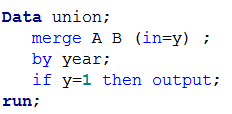 Data union;
merge A B (in=y) ;
by year;
if y=1 then output;
run;